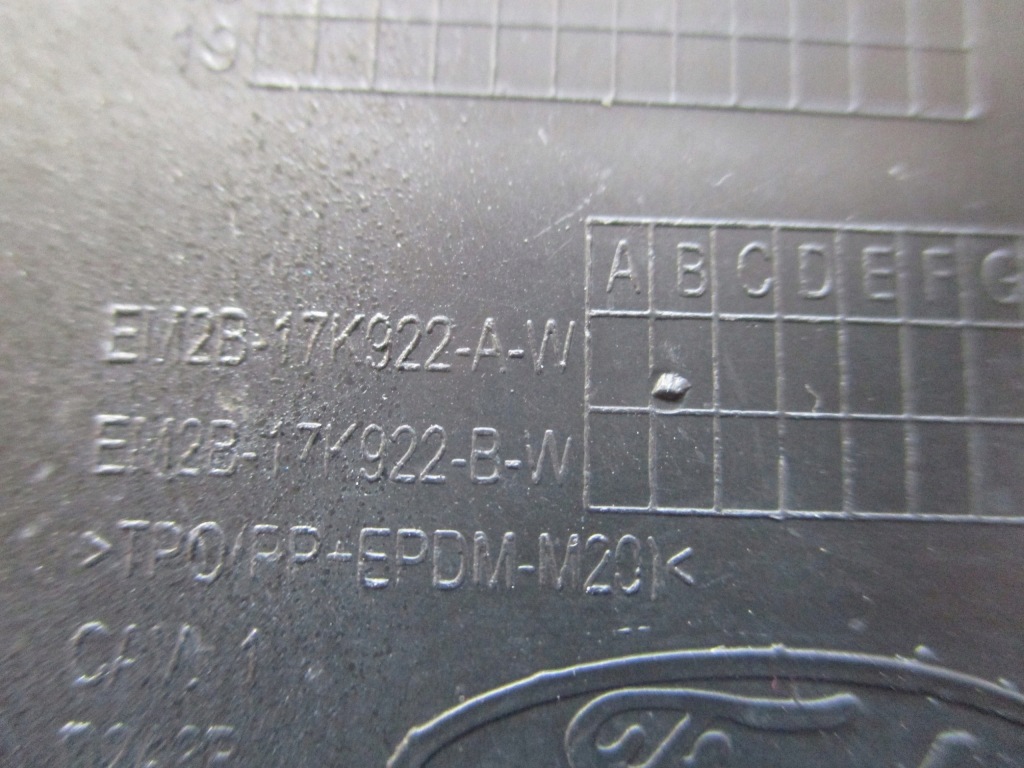 19
A B C D E F G
EM2B-17K922-A-W
EM2B-17K922-B-W
>TPO(PP+EPDM-M20)<